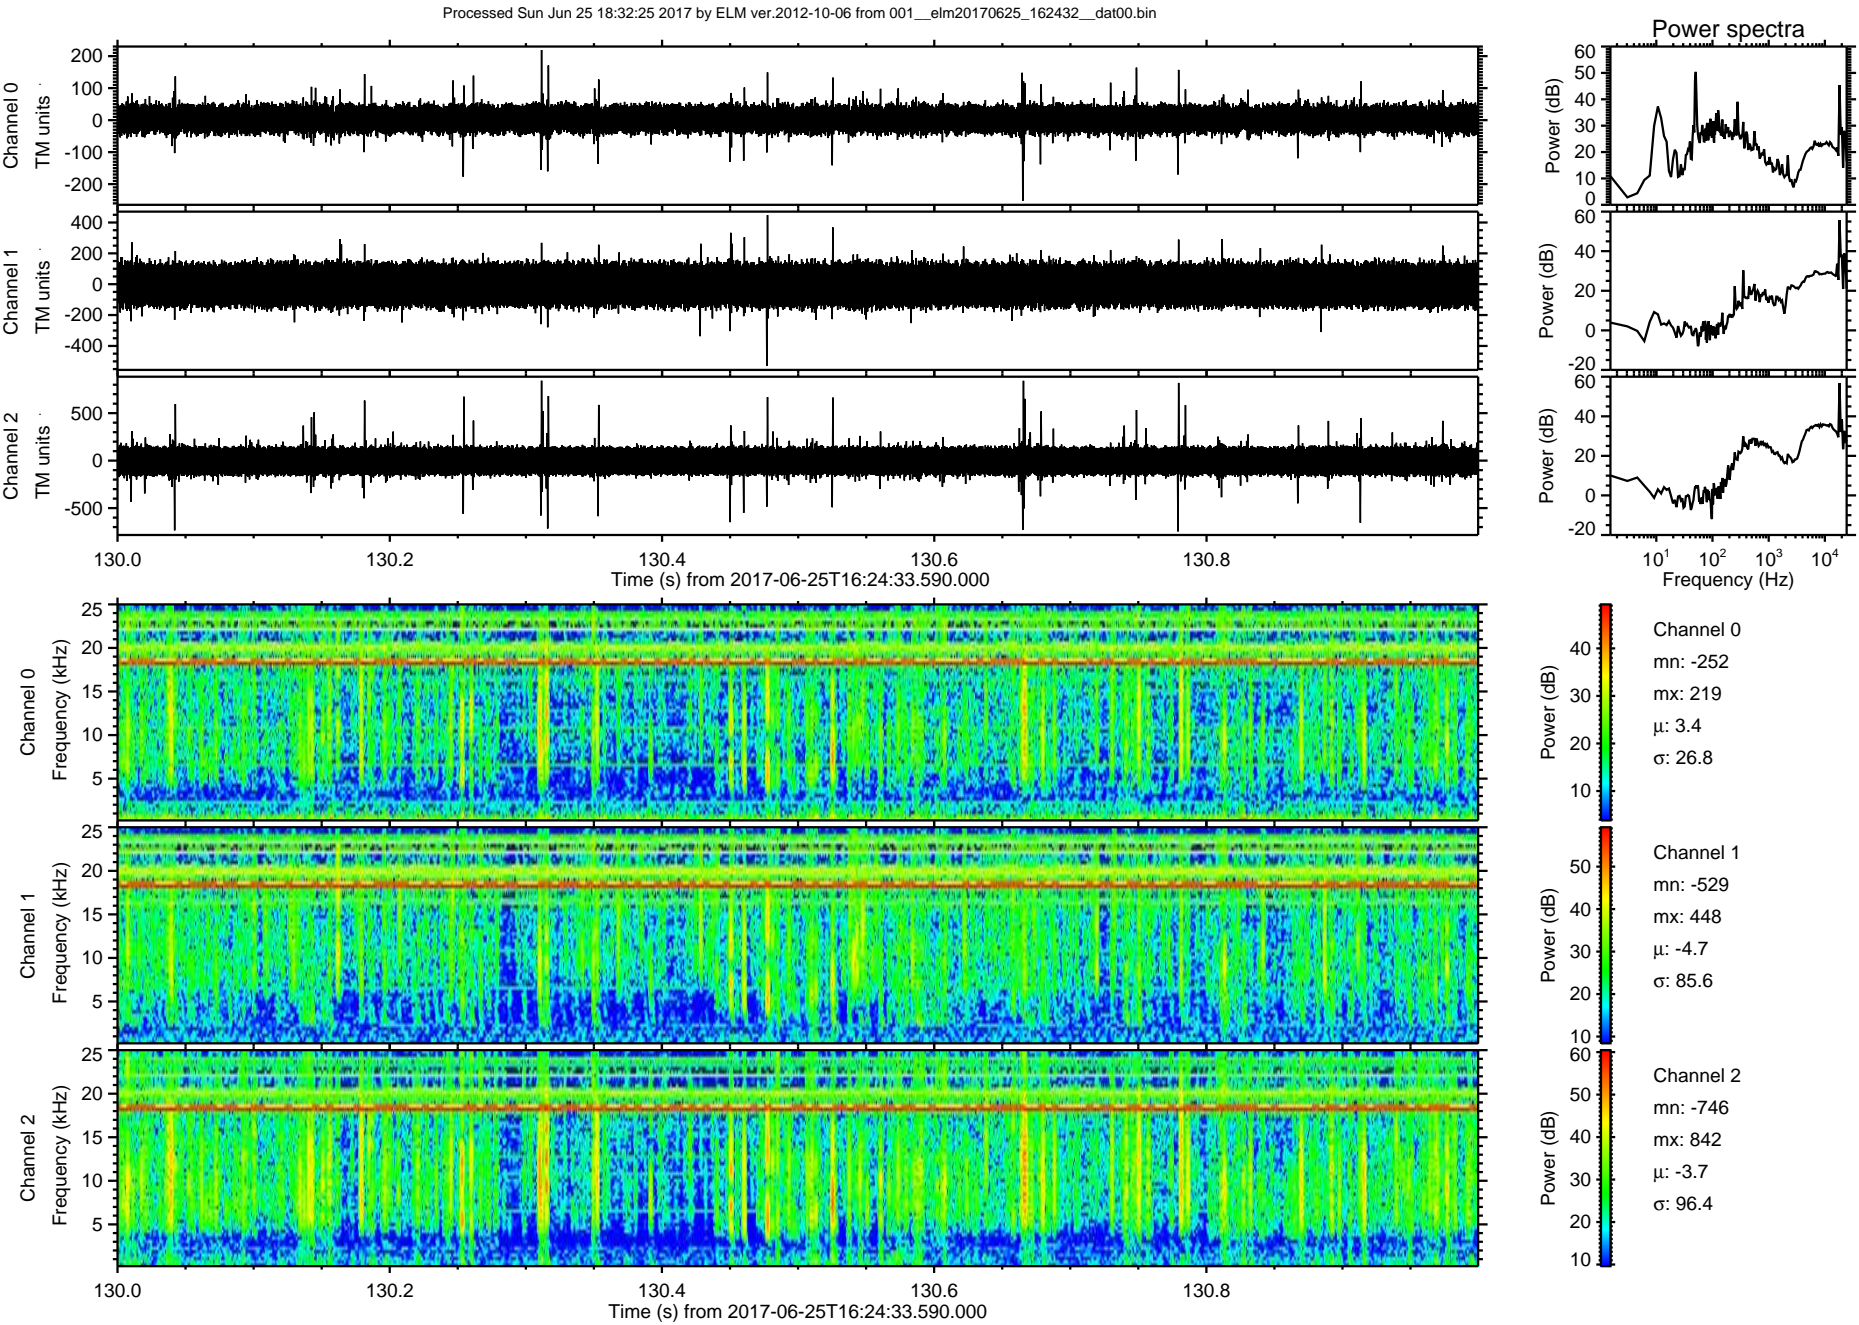 Processed Sun Jun 25 18:32:25 2017 by ELM ver.2012-10-06 from 001__elm20170625_162432__dat00.bin
Power spectra
Channel 0
TM units
200
100
0
-100
-200
Power (dB)
60
50
40
30
20
10
0
Channel 1
TM units
400
200
0
-200
-400
Power (dB)
60
40
20
0
-20
Channel 2
TM units
500
0
-500
Power (dB)
60
40
20
0
-20
130.0 130.2 130.4 130.6 130.8
Time (s) from 2017-06-25T16:24:33.590.000
10^1 10^2 10^3 10^4
Frequency (Hz)
Channel 0
Frequency (kHz)
25
20
15
10
5
Power (dB)
40
30
20
10
Channel 0
mn: -252
mx: 219
µ: 3.4
σ: 26.8
Channel 1
Frequency (kHz)
25
20
15
10
5
Power (dB)
50
40
30
20
10
Channel 1
mn: -529
mx: 448
µ: -4.7
σ: 85.6
Channel 2
Frequency (kHz)
25
20
15
10
5
Power (dB)
60
50
40
30
20
10
Channel 2
mn: -746
mx: 842
µ: -3.7
σ: 96.4
130.0 130.2 130.4 130.6 130.8
Time (s) from 2017-06-25T16:24:33.590.000